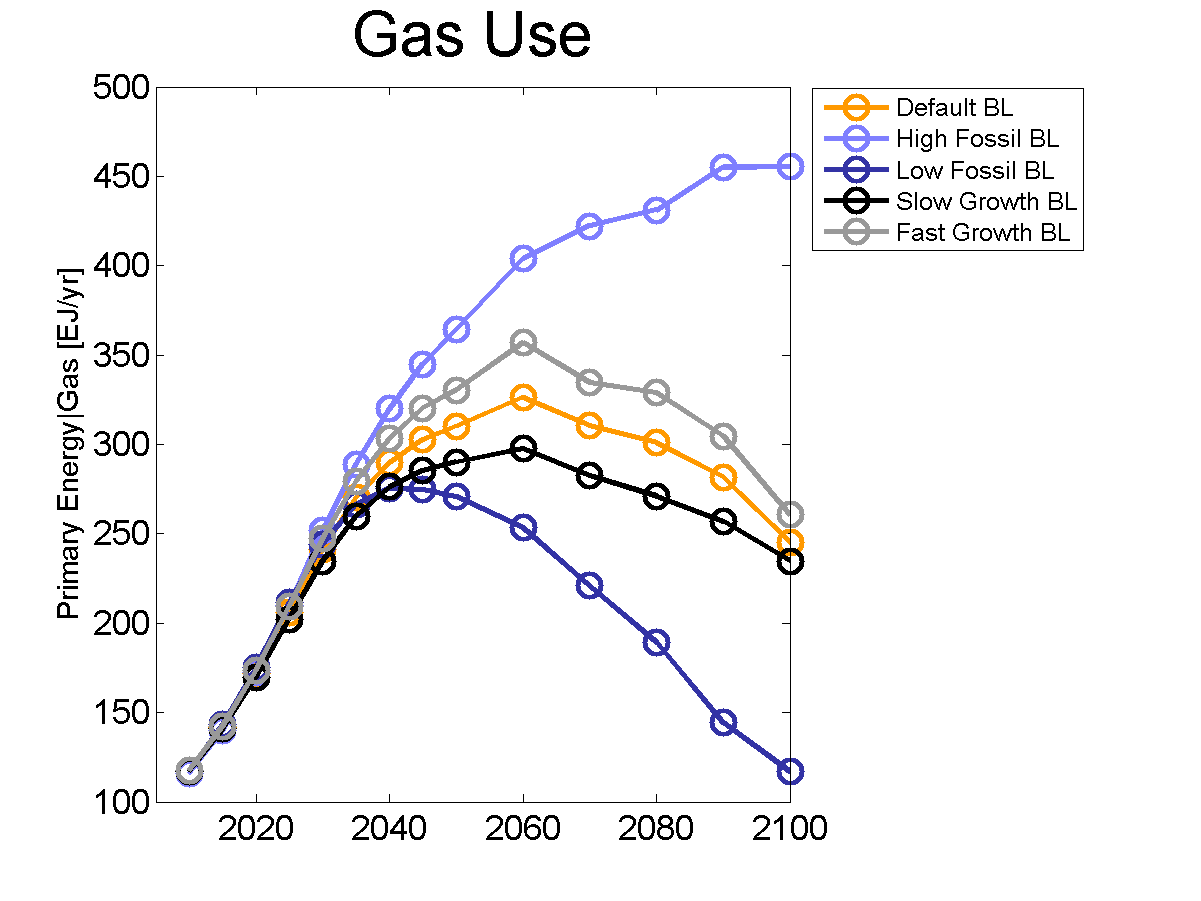 Gas Use
500
450
400
350
300
250
200
150
100
Primary Energy|Gas [EJ/yr]
2020 2040 2060 2080 2100
Default BL
High Fossil BL
Low Fossil BL
Slow Growth BL
Fast Growth BL